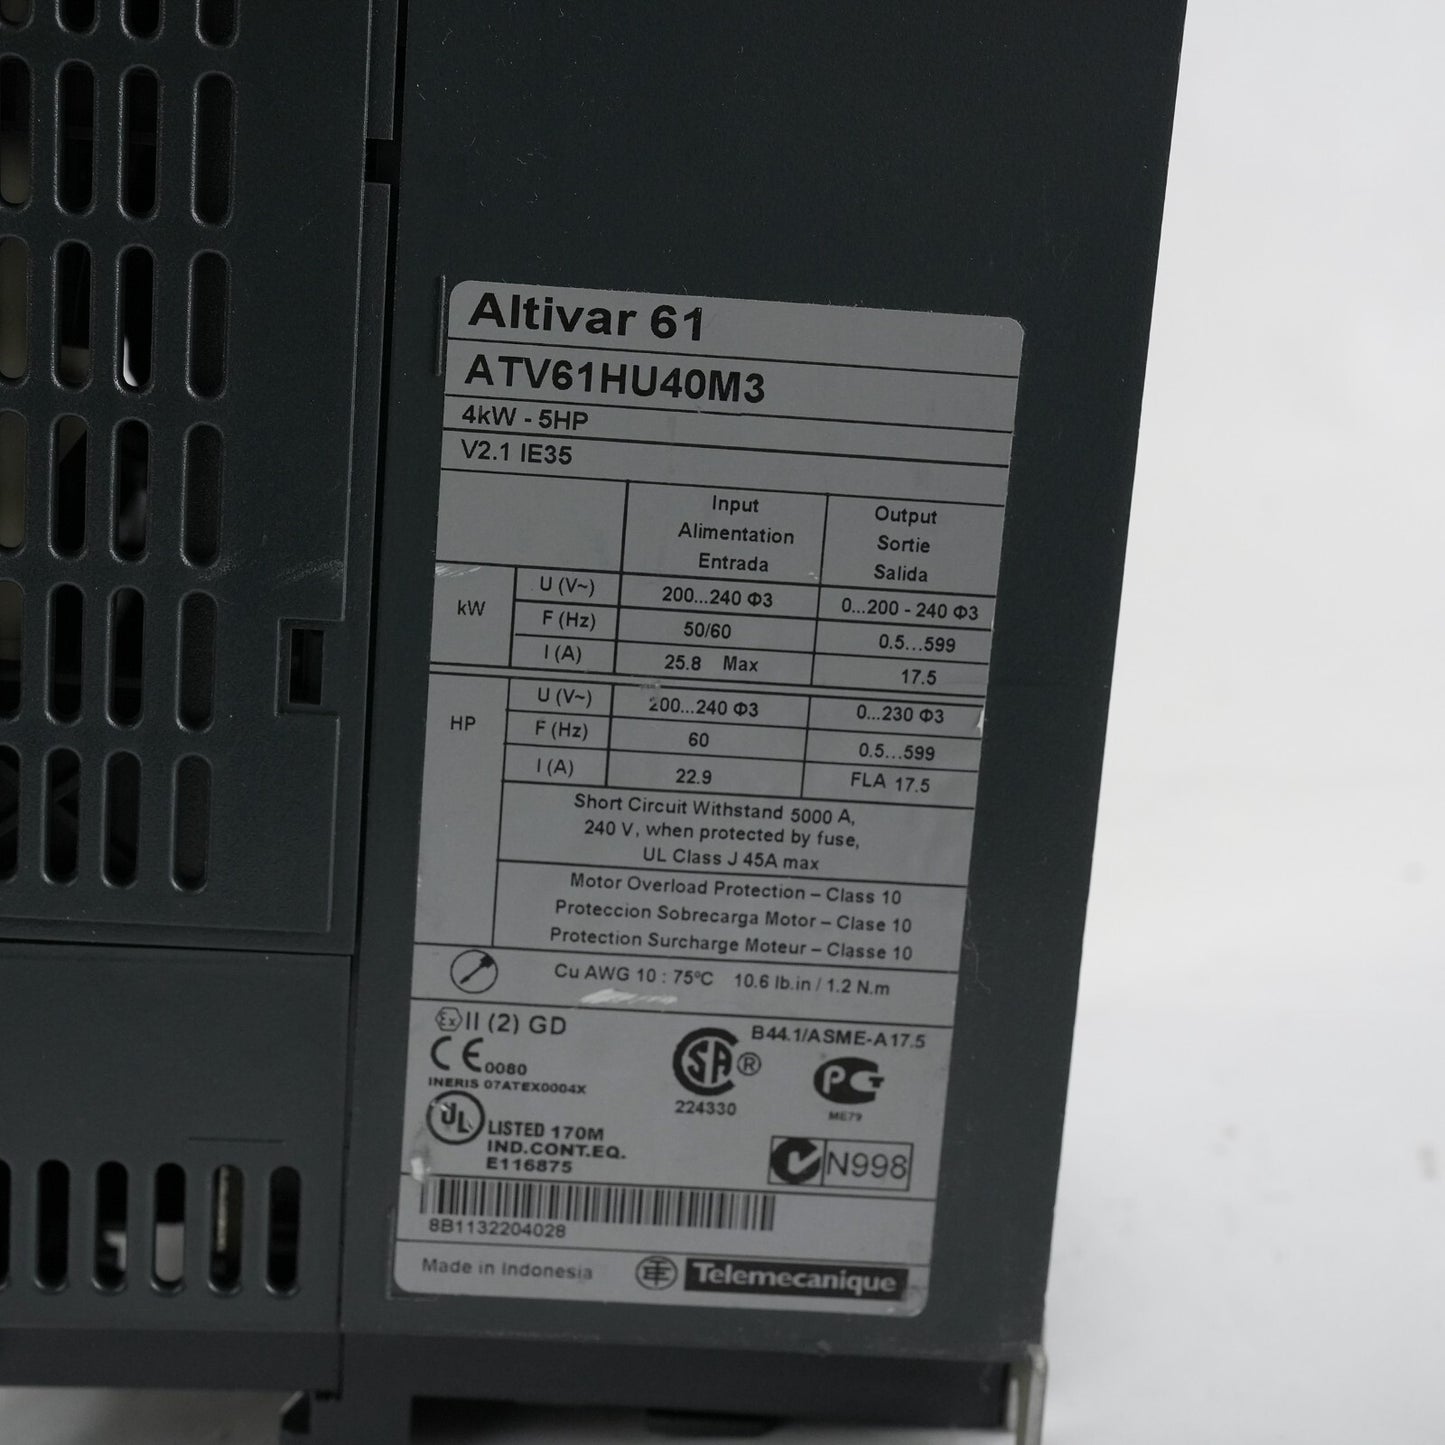 Altivar 61
ATV61HU40M3
4kW - 5HP
V2.1 IE35
Input
Alimentation
Entrada
Output
Sortie
Salida
kW
U (V~) 200...240 Φ3 0...200 - 240 Φ3
F (Hz) 50/60 0.5...599
I (A) 25.8 Max 17.5
HP
U (V~) 200...240 Φ3 0...230 Φ3
F (Hz) 60 0.5...599
I (A) 22.9 FLA 17.5
Short Circuit Withstand 5000 A,
240 V, when protected by fuse,
UL Class J 45A max
Motor Overload Protection – Class 10
Proteccion Sobrecarga Motor – Clase 10
Protection Surcharge Moteur – Classe 10
Cu AWG 10 : 75°C 10.6 lb.in / 1.2 N.m
Ex II (2) GD
CE 0080
INERIS 07ATEX0004X
UL LISTED 170M
IND.CONT.EQ.
E116875
B44.1/ASME-A17.5
SA ®
224330
ME79
N998
8B1132204028
Made in Indonesia
Telemecanique